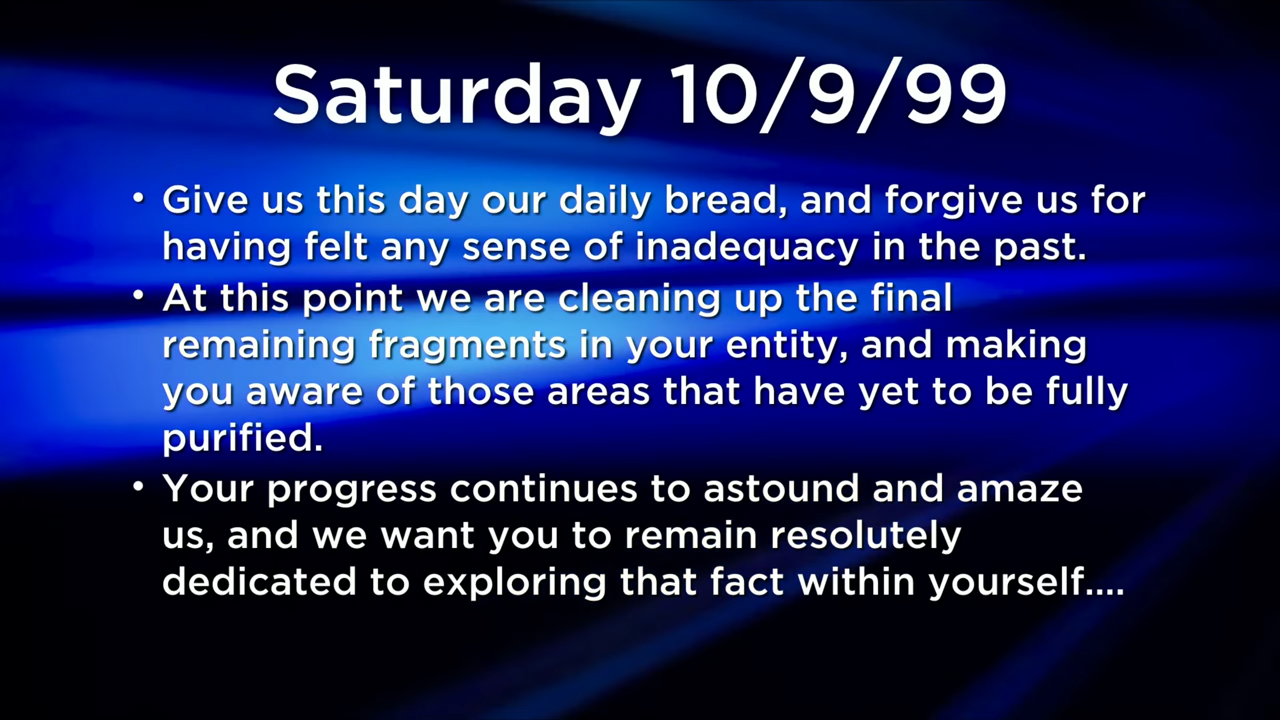 Saturday 10/9/99
• Give us this day our daily bread, and forgive us for
having felt any sense of inadequacy in the past.
• At this point we are cleaning up the final
remaining fragments in your entity, and making
you aware of those areas that have yet to be fully
purified.
• Your progress continues to astound and amaze
us, and we want you to remain resolutely
dedicated to exploring that fact within yourself....